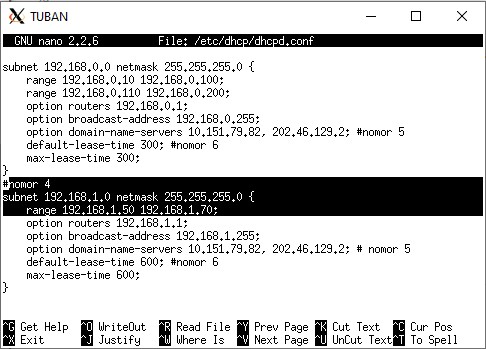 TUBAN
GNU nano 2.2.6 File: /etc/dhcp/dhcpd.conf
subnet 192.168.0.0 netmask 255.255.255.0 {
range 192.168.0.10 192.168.0.100;
range 192.168.0.110 192.168.0.200;
option routers 192.168.0.1;
option broadcast-address 192.168.0.255;
option domain-name-servers 10.151.79.82, 202.46.129.2; #nomor 5
default-lease-time 300; #nomor 6
max-lease-time 300;
}
#nomor 4
subnet 192.168.1.0 netmask 255.255.255.0 {
range 192.168.1.50 192.168.1.70;
option routers 192.168.1.1;
option broadcast-address 192.168.1.255;
option domain-name-servers 10.151.79.82, 202.46.129.2; # nomor 5
default-lease-time 600; #nomor 6
max-lease-time 600;
}
^G Get Help ^O WriteOut ^R Read File ^Y Prev Page ^K Cut Text ^C Cur Pos
^X Exit ^J Justify ^W Where Is ^V Next Page ^U UnCut Text ^T To Spell